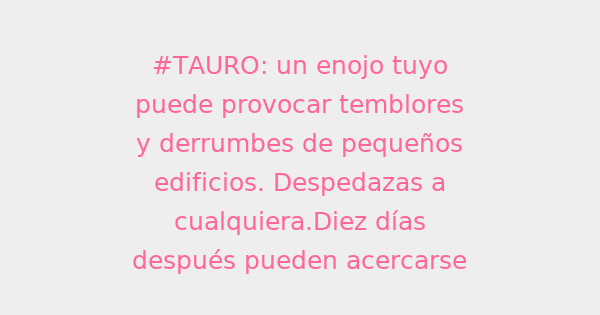 #TAURO: un enojo tuyo
puede provocar temblores
y derrumbes de pequeños
edificios. Despedazas a
cualquiera.Diez días
después pueden acercarse